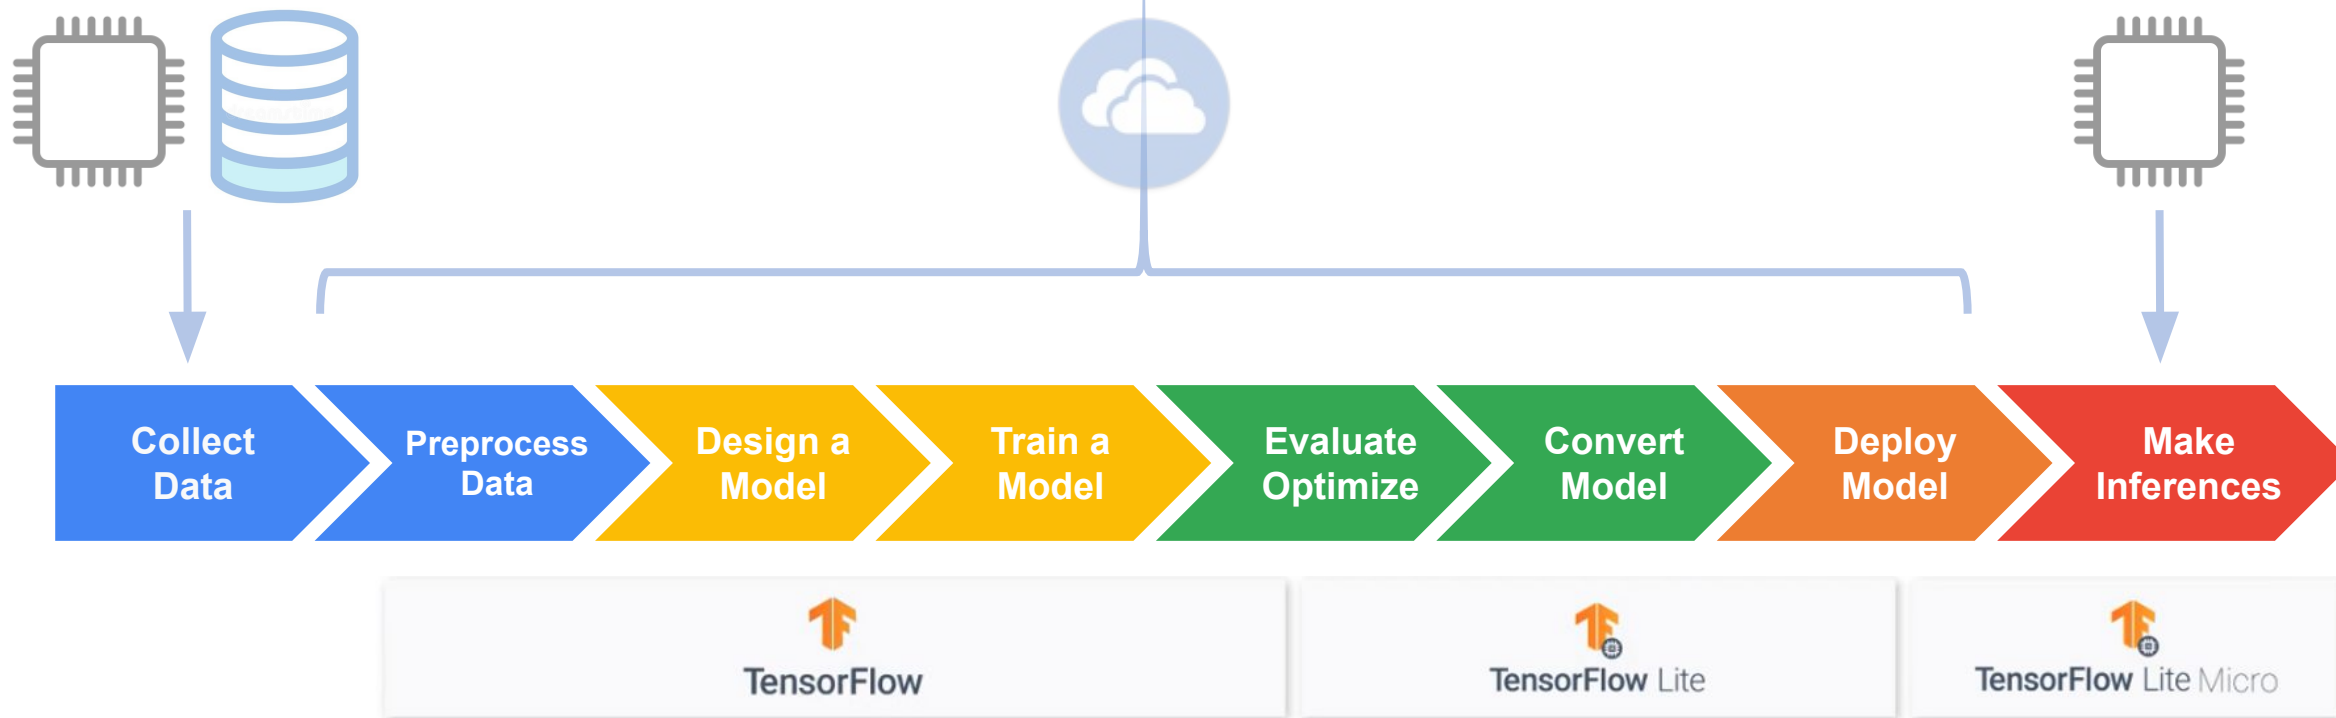 Collect
Data
Preprocess
Data
Design a
Model
Train a
Model
Evaluate
Optimize
Convert
Model
Deploy
Model
Make
Inferences
TensorFlow
TensorFlow Lite
TensorFlow Lite Micro